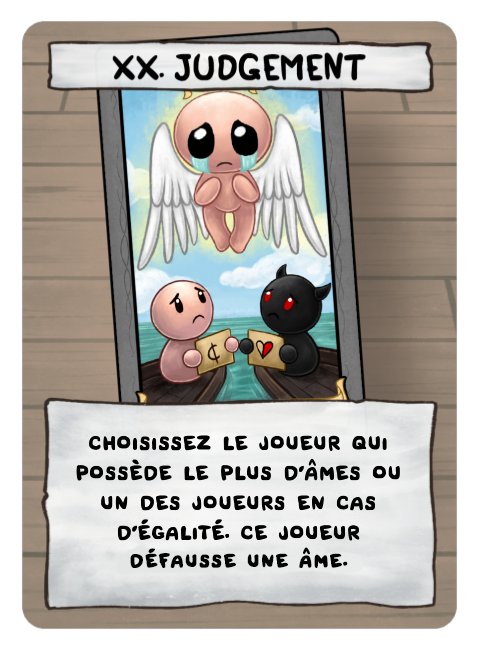 XX. JUDGEMENT
¢
CHOISISSEZ LE JOUEUR QUI
POSSÈDE LE PLUS D'ÂMES OU
UN DES JOUEURS EN CAS
D'ÉGALITÉ. CE JOUEUR
DÉFAUSSE UNE ÂME.